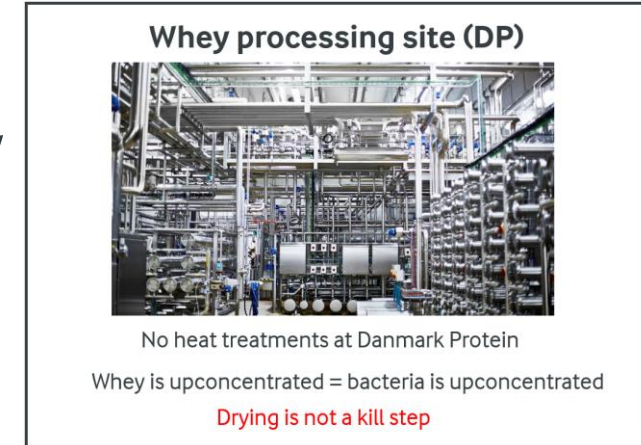 Whey processing site (DP)
No heat treatments at Danmark Protein
Whey is upconcentrated = bacteria is upconcentrated
Drying is not a kill step